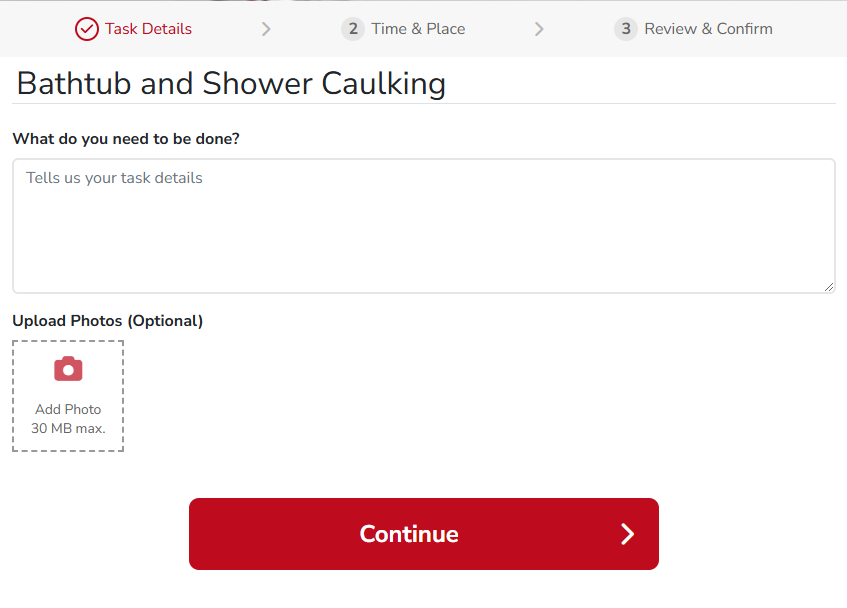 Task Details
2 Time & Place
3 Review & Confirm
Bathtub and Shower Caulking
What do you need to be done?
Tells us your task details
Upload Photos (Optional)
Add Photo
30 MB max.
Continue